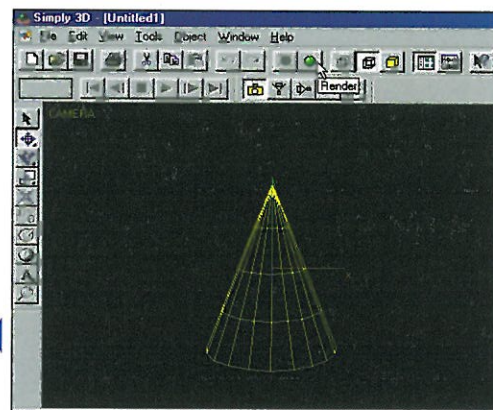 Simply 3D - [Untitled1]
File Edit View Tools Object Window Help
Render
CAMERA
X